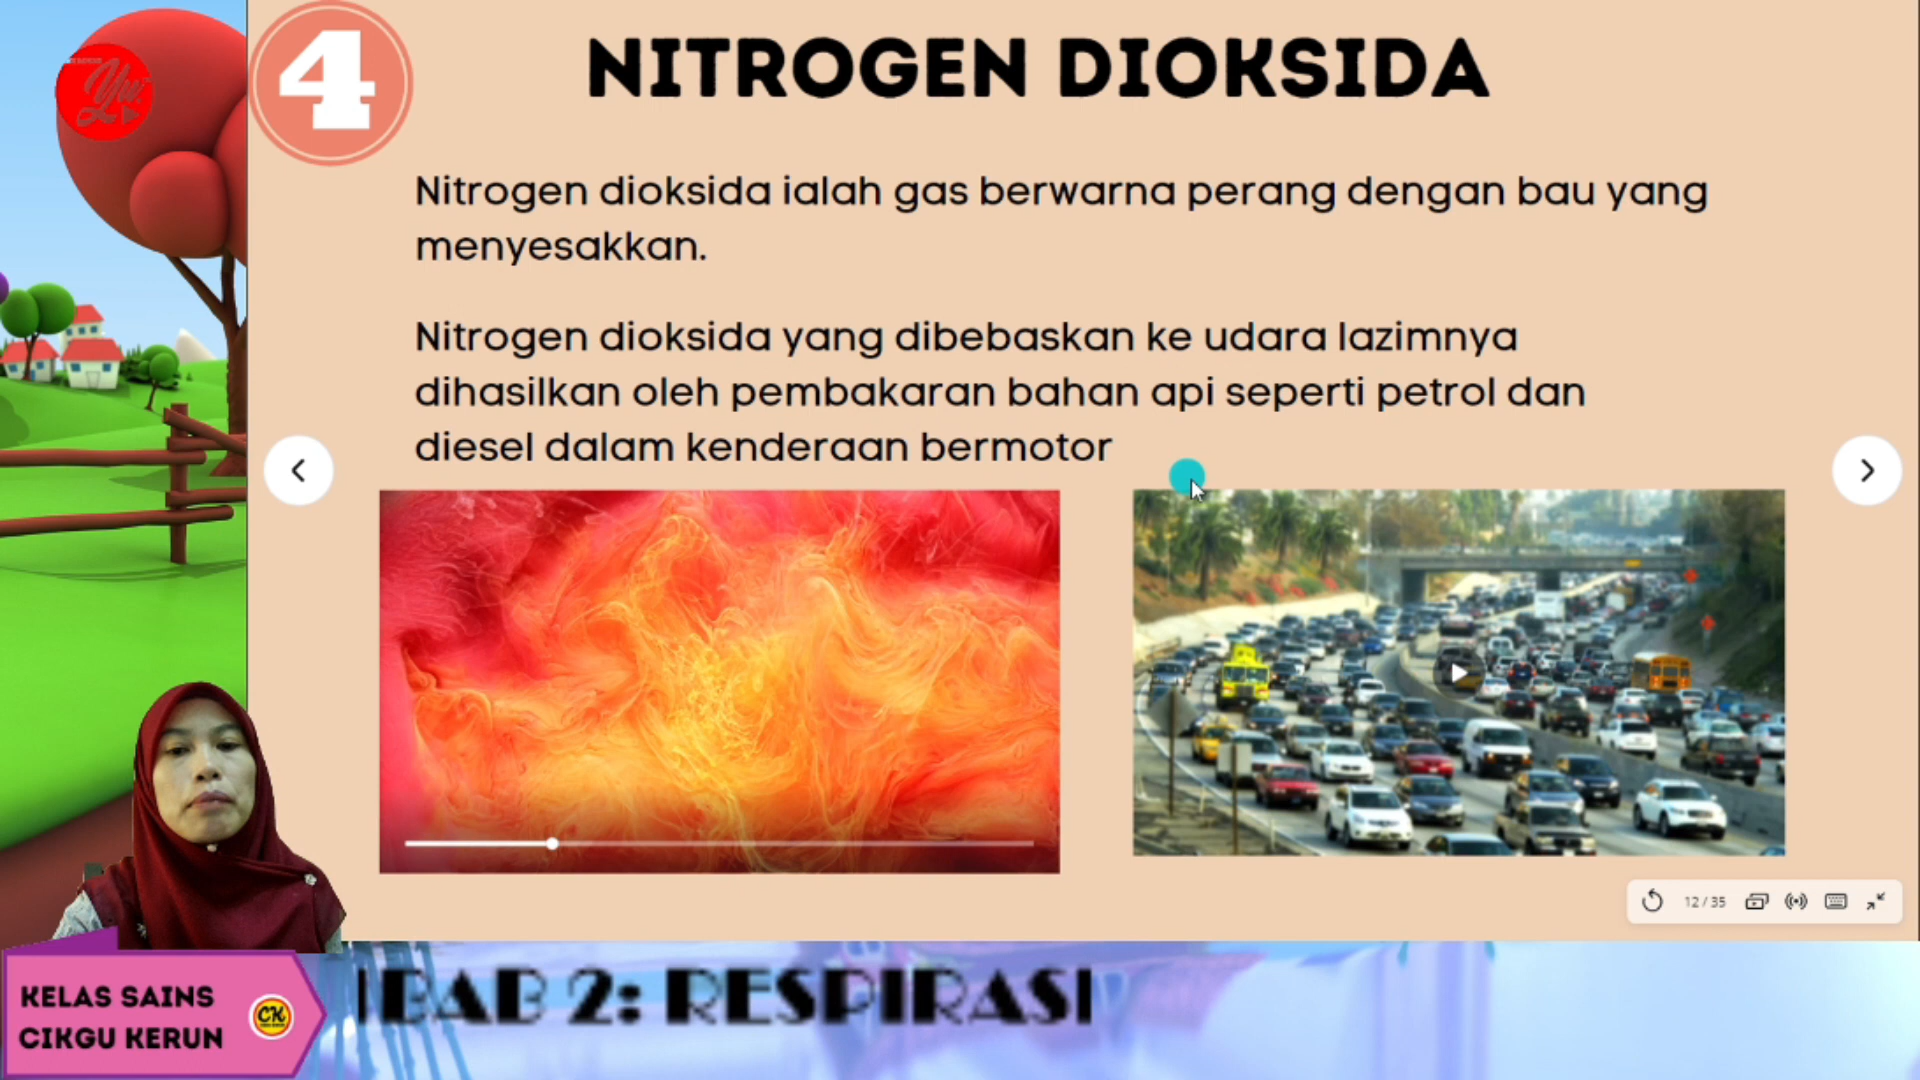 4
NITROGEN DIOKSIDA
Nitrogen dioksida ialah gas berwarna perang dengan bau yang
menyesakkan.
Nitrogen dioksida yang dibebaskan ke udara lazimnya
dihasilkan oleh pembakaran bahan api seperti petrol dan
diesel dalam kenderaan bermotor
12 / 35
KELAS SAINS
CIKGU KERUN
CK
BAB 2: RESPIRASI